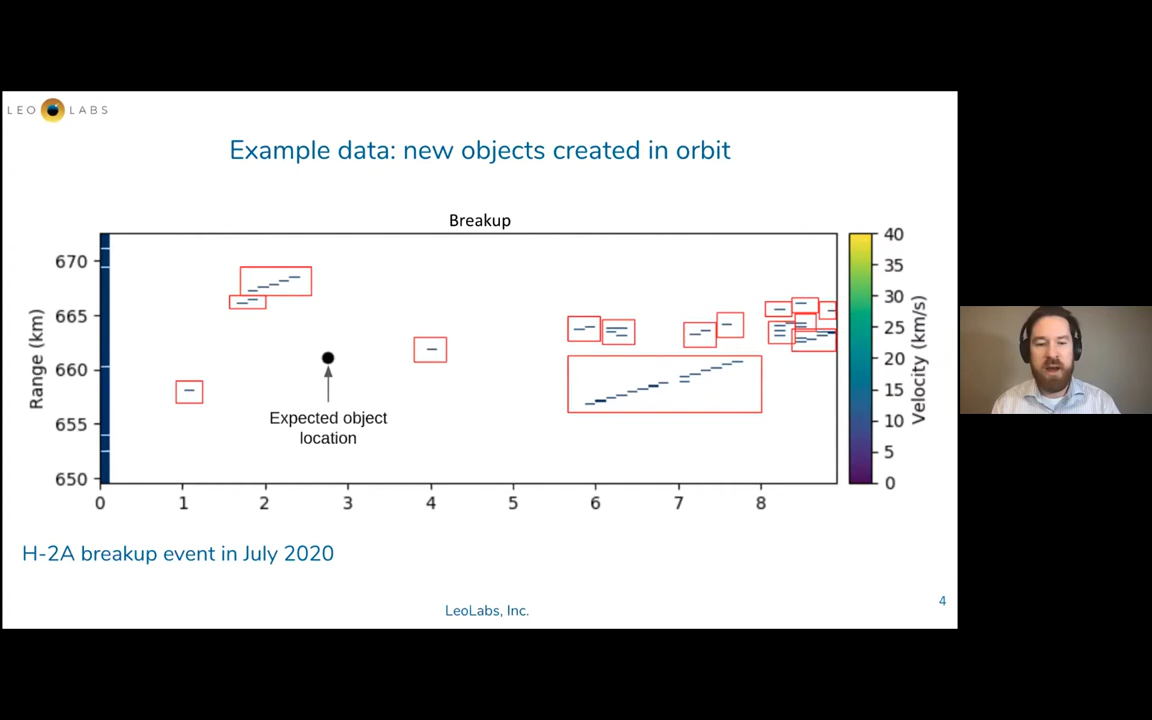 LEO LABS
Example data: new objects created in orbit
Breakup
Range (km)
670
665
660
655
650
0 1 2 3 4 5 6 7 8
Expected object
location
40
35
30
25
20
15
10
5
0
Velocity (km/s)
H-2A breakup event in July 2020
LeoLabs, Inc.
4